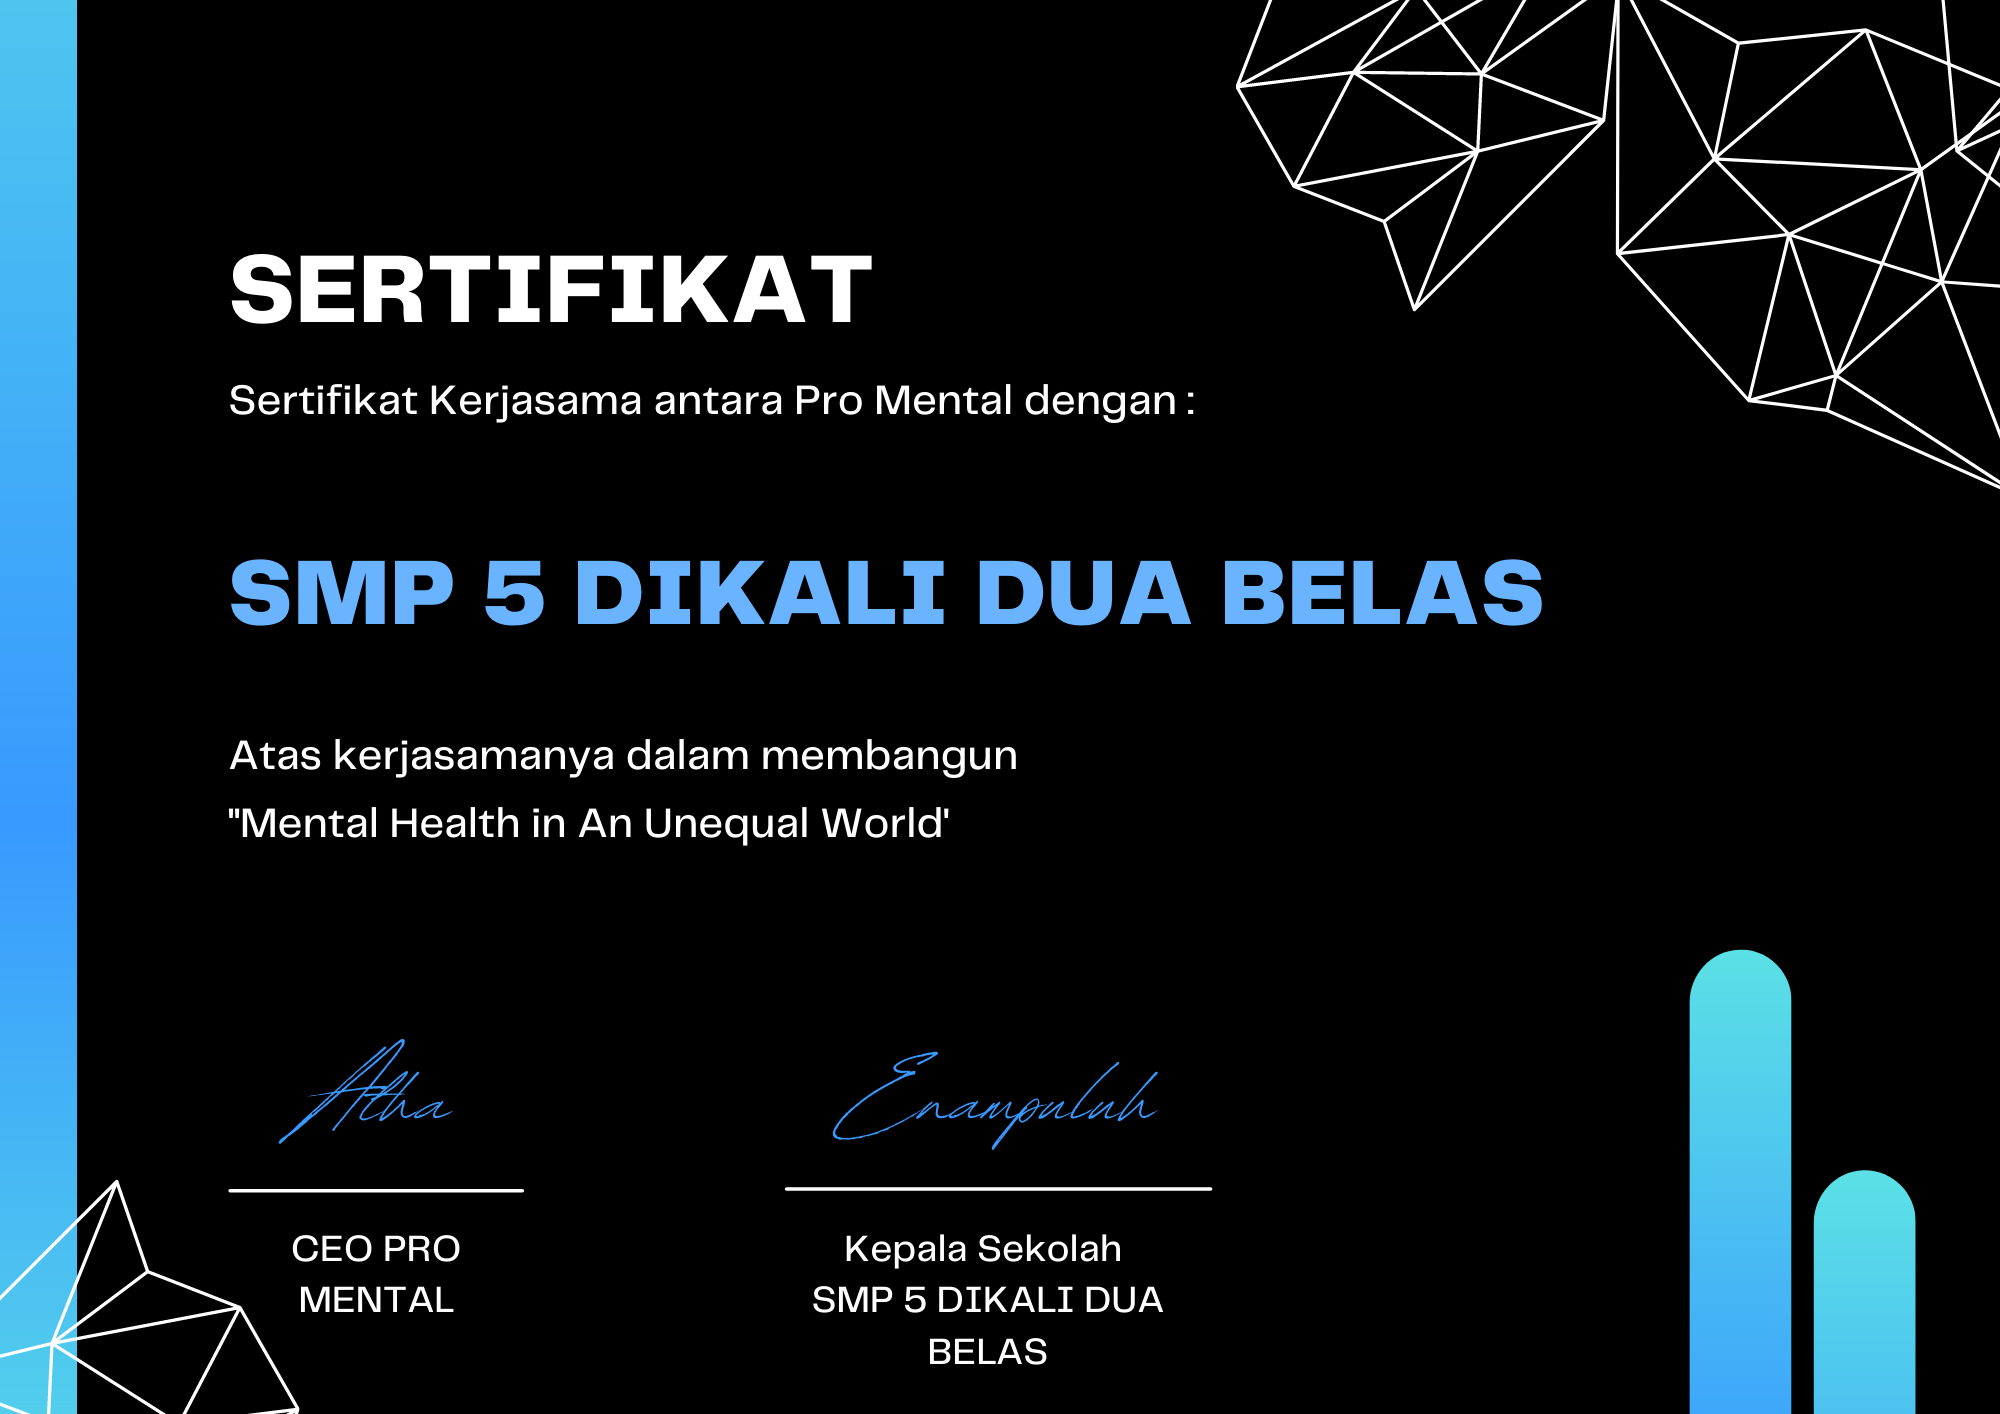 SERTIFIKAT
Sertifikat Kerjasama antara Pro Mental dengan :
SMP 5 DIKALI DUA BELAS
Atas kerjasamanya dalam membangun
"Mental Health in An Unequal World'
Atha
Enampuluh
CEO PRO
MENTAL
Kepala Sekolah
SMP 5 DIKALI DUA
BELAS